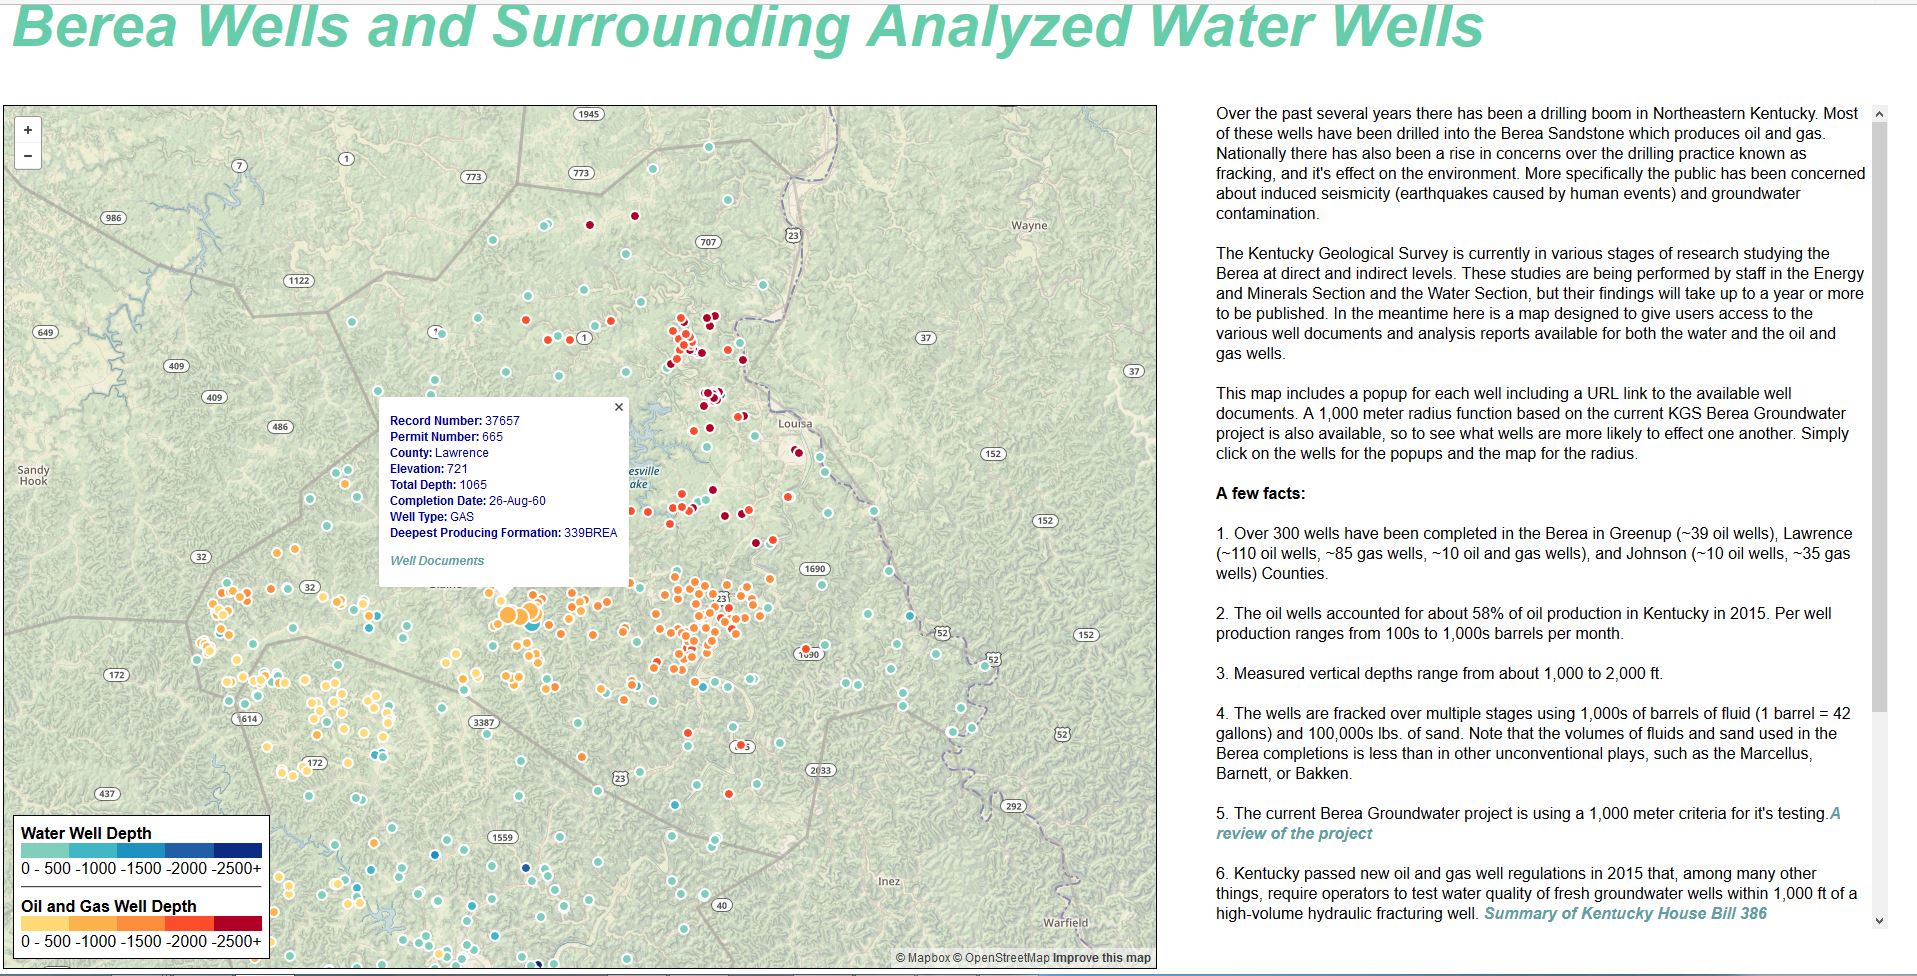 Berea Wells and Surrounding Analyzed Water Wells
+
−
1945
7
1
773
773
986
707
23
Wayne
1122
649
1
37
409
37
409
486
Louisa
152
Sandy
Hook
esville
ake
152
32
1690
32
23
52
152
1690
52
172
1614
3387
52
172
23
2033
437
292
1559
Inez
40
Warfield
×
Record Number: 37657
Permit Number: 665
County: Lawrence
Elevation: 721
Total Depth: 1065
Completion Date: 26-Aug-60
Well Type: GAS
Deepest Producing Formation: 339BREA
Well Documents
Water Well Depth
0 - 500 -1000 -1500 -2000 -2500+
Oil and Gas Well Depth
0 - 500 -1000 -1500 -2000 -2500+
© Mapbox © OpenStreetMap Improve this map
Over the past several years there has been a drilling boom in Northeastern Kentucky. Most
of these wells have been drilled into the Berea Sandstone which produces oil and gas.
Nationally there has also been a rise in concerns over the drilling practice known as
fracking, and it's effect on the environment. More specifically the public has been concerned
about induced seismicity (earthquakes caused by human events) and groundwater
contamination.
The Kentucky Geological Survey is currently in various stages of research studying the
Berea at direct and indirect levels. These studies are being performed by staff in the Energy
and Minerals Section and the Water Section, but their findings will take up to a year or more
to be published. In the meantime here is a map designed to give users access to the
various well documents and analysis reports available for both the water and the oil and
gas wells.
This map includes a popup for each well including a URL link to the available well
documents. A 1,000 meter radius function based on the current KGS Berea Groundwater
project is also available, so to see what wells are more likely to effect one another. Simply
click on the wells for the popups and the map for the radius.
A few facts:
1. Over 300 wells have been completed in the Berea in Greenup (~39 oil wells), Lawrence
(~110 oil wells, ~85 gas wells, ~10 oil and gas wells), and Johnson (~10 oil wells, ~35 gas
wells) Counties.
2. The oil wells accounted for about 58% of oil production in Kentucky in 2015. Per well
production ranges from 100s to 1,000s barrels per month.
3. Measured vertical depths range from about 1,000 to 2,000 ft.
4. The wells are fracked over multiple stages using 1,000s of barrels of fluid (1 barrel = 42
gallons) and 100,000s lbs. of sand. Note that the volumes of fluids and sand used in the
Berea completions is less than in other unconventional plays, such as the Marcellus,
Barnett, or Bakken.
5. The current Berea Groundwater project is using a 1,000 meter criteria for it's testing.A
review of the project
6. Kentucky passed new oil and gas well regulations in 2015 that, among many other
things, require operators to test water quality of fresh groundwater wells within 1,000 ft of a
high-volume hydraulic fracturing well. Summary of Kentucky House Bill 386